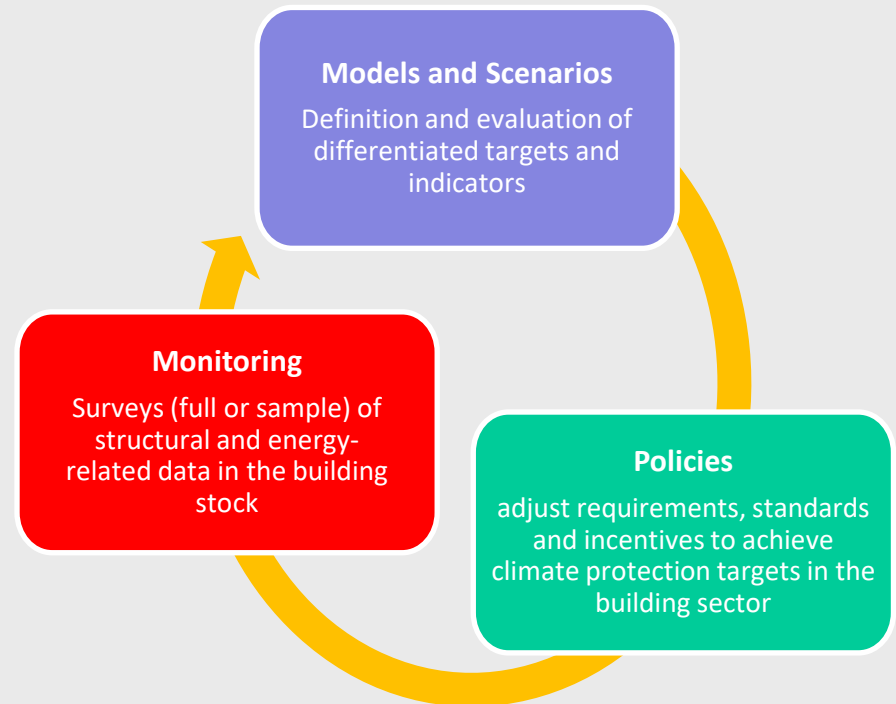 Models and Scenarios
Definition and evaluation of
differentiated targets and
indicators
Monitoring
Surveys (full or sample) of
structural and energy-
related data in the building
stock
Policies
adjust requirements, standards
and incentives to achieve
climate protection targets in the
building sector